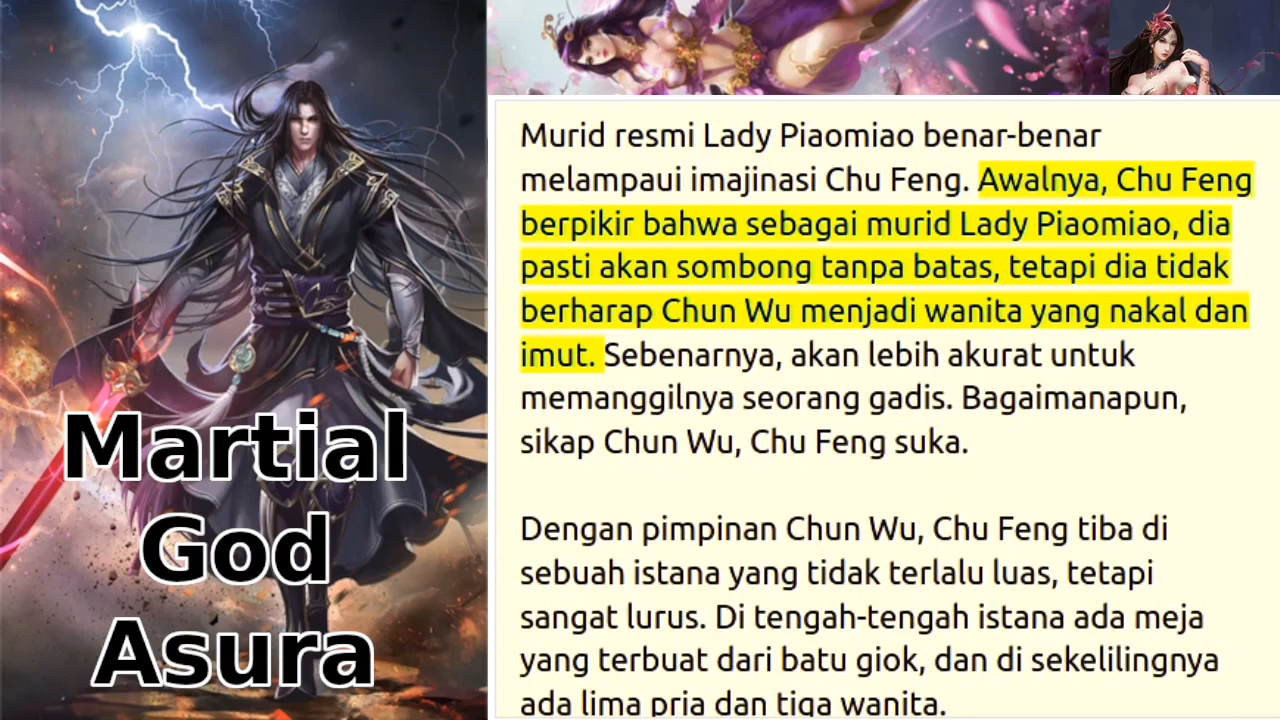 Martial
God
Asura
Murid resmi Lady Piaomiao benar-benar
melampaui imajinasi Chu Feng. Awalnya, Chu Feng
berpikir bahwa sebagai murid Lady Piaomiao, dia
pasti akan sombong tanpa batas, tetapi dia tidak
berharap Chun Wu menjadi wanita yang nakal dan
imut. Sebenarnya, akan lebih akurat untuk
memanggilnya seorang gadis. Bagaimanapun,
sikap Chun Wu, Chu Feng suka.
Dengan pimpinan Chun Wu, Chu Feng tiba di
sebuah istana yang tidak terlalu luas, tetapi
sangat lurus. Di tengah-tengah istana ada meja
yang terbuat dari batu giok, dan di sekelilingnya
ada lima pria dan tiga wanita.